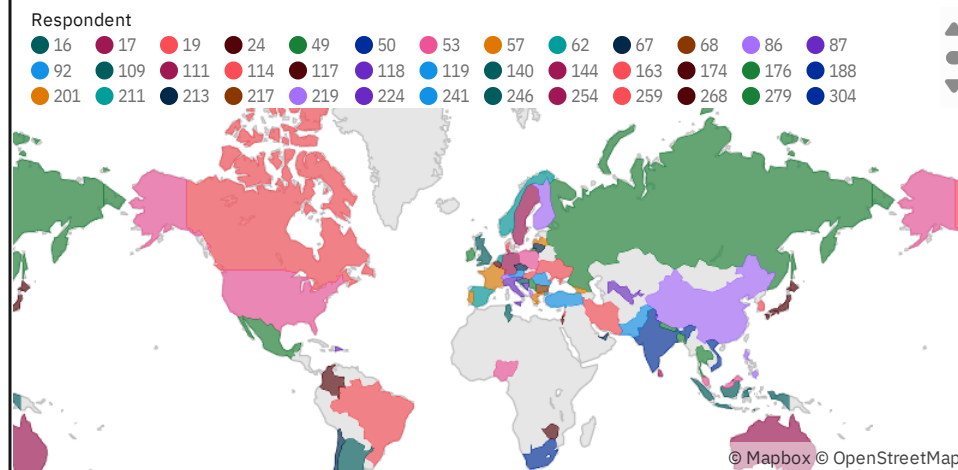 Respondent
16 17 19 24 49 50 53 57 62 67 68 86 87
92 109 111 114 117 118 119 140 144 163 174 176 188
201 211 213 217 219 224 241 246 254 259 268 279 304
© Mapbox © OpenStreetMap